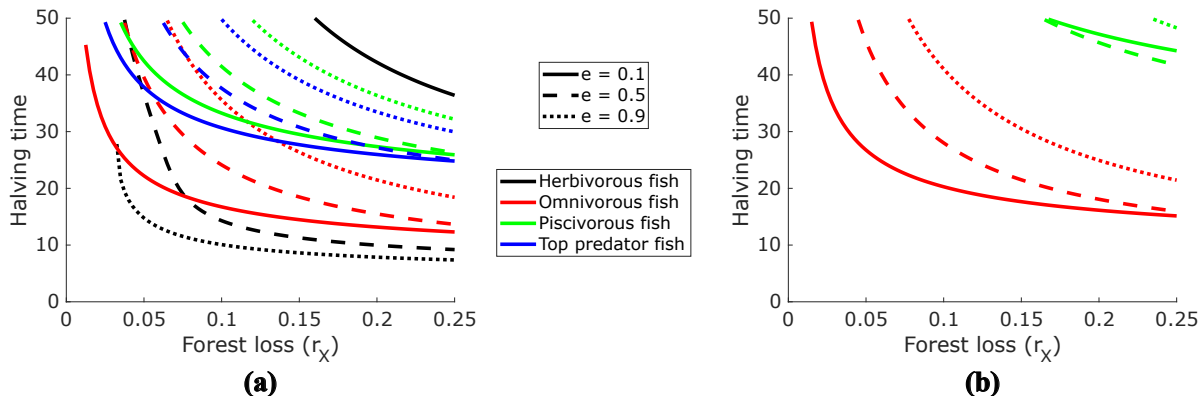 50
40
30
20
10
0
Halving time
0
0.05
0.1
0.15
0.2
0.25
Forest loss (r_X)
(a)
e = 0.1
e = 0.5
e = 0.9
Herbivorous fish
Omnivorous fish
Piscivorous fish
Top predator fish
50
40
30
20
10
0
Halving time
0
0.05
0.1
0.15
0.2
0.25
Forest loss (r_X)
(b)